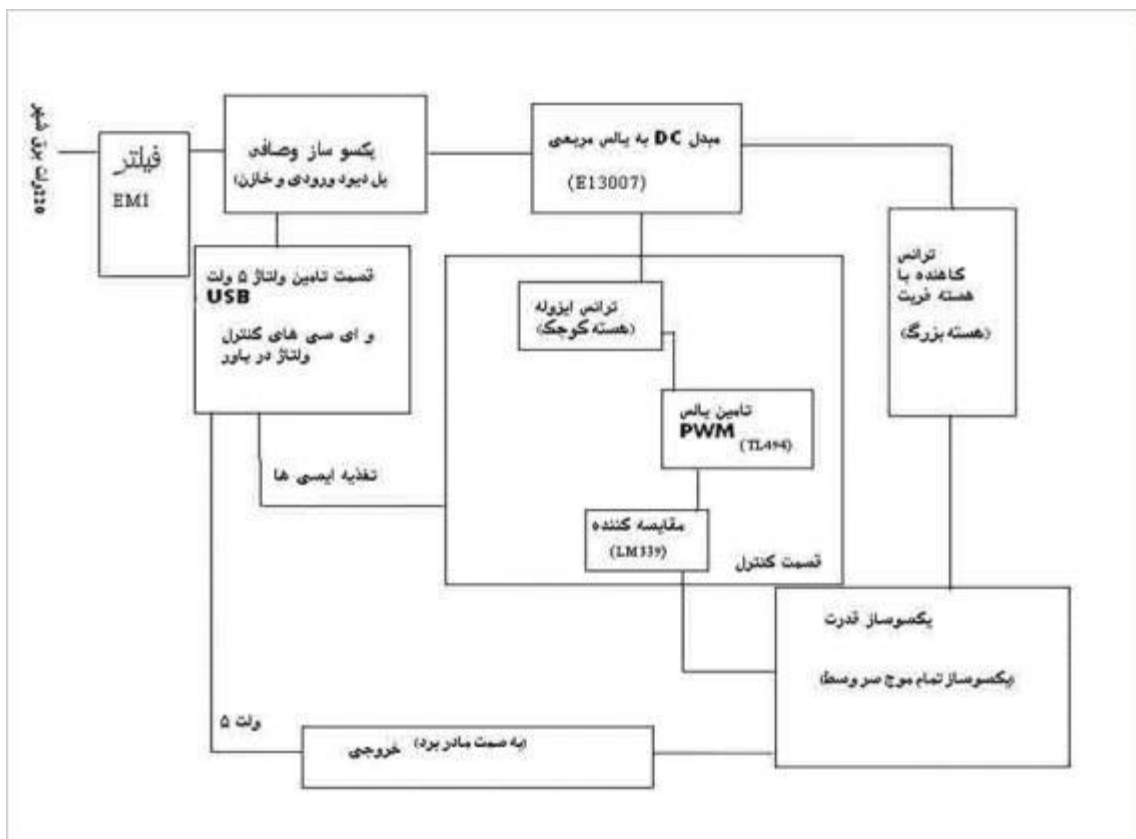 220ولت برق شهر
فیلتر
EMI
یکسو ساز وصافی
پل دیود ورودی و خازن)
مبدل DC به پالس مربعی
(E13007)
ترانس
کاهنده با
هسته فریت
(هسته بزرگ)
قسمت تامین ولتاژ ۵ ولت
USB
و ای سی های کنترل
ولتاژ در پاور
ترانس ایزوله
(هسته کوچک)
تامین پالس
PWM
(TL494)
تغذیه ایسی ها
مقایسه کننده
(LM339)
قسمت کنترل
یکسوساز قدرت
(یکسوساز تمام موج سر وسط)
ولت ۵
خروجی (به صمت مادر برد)